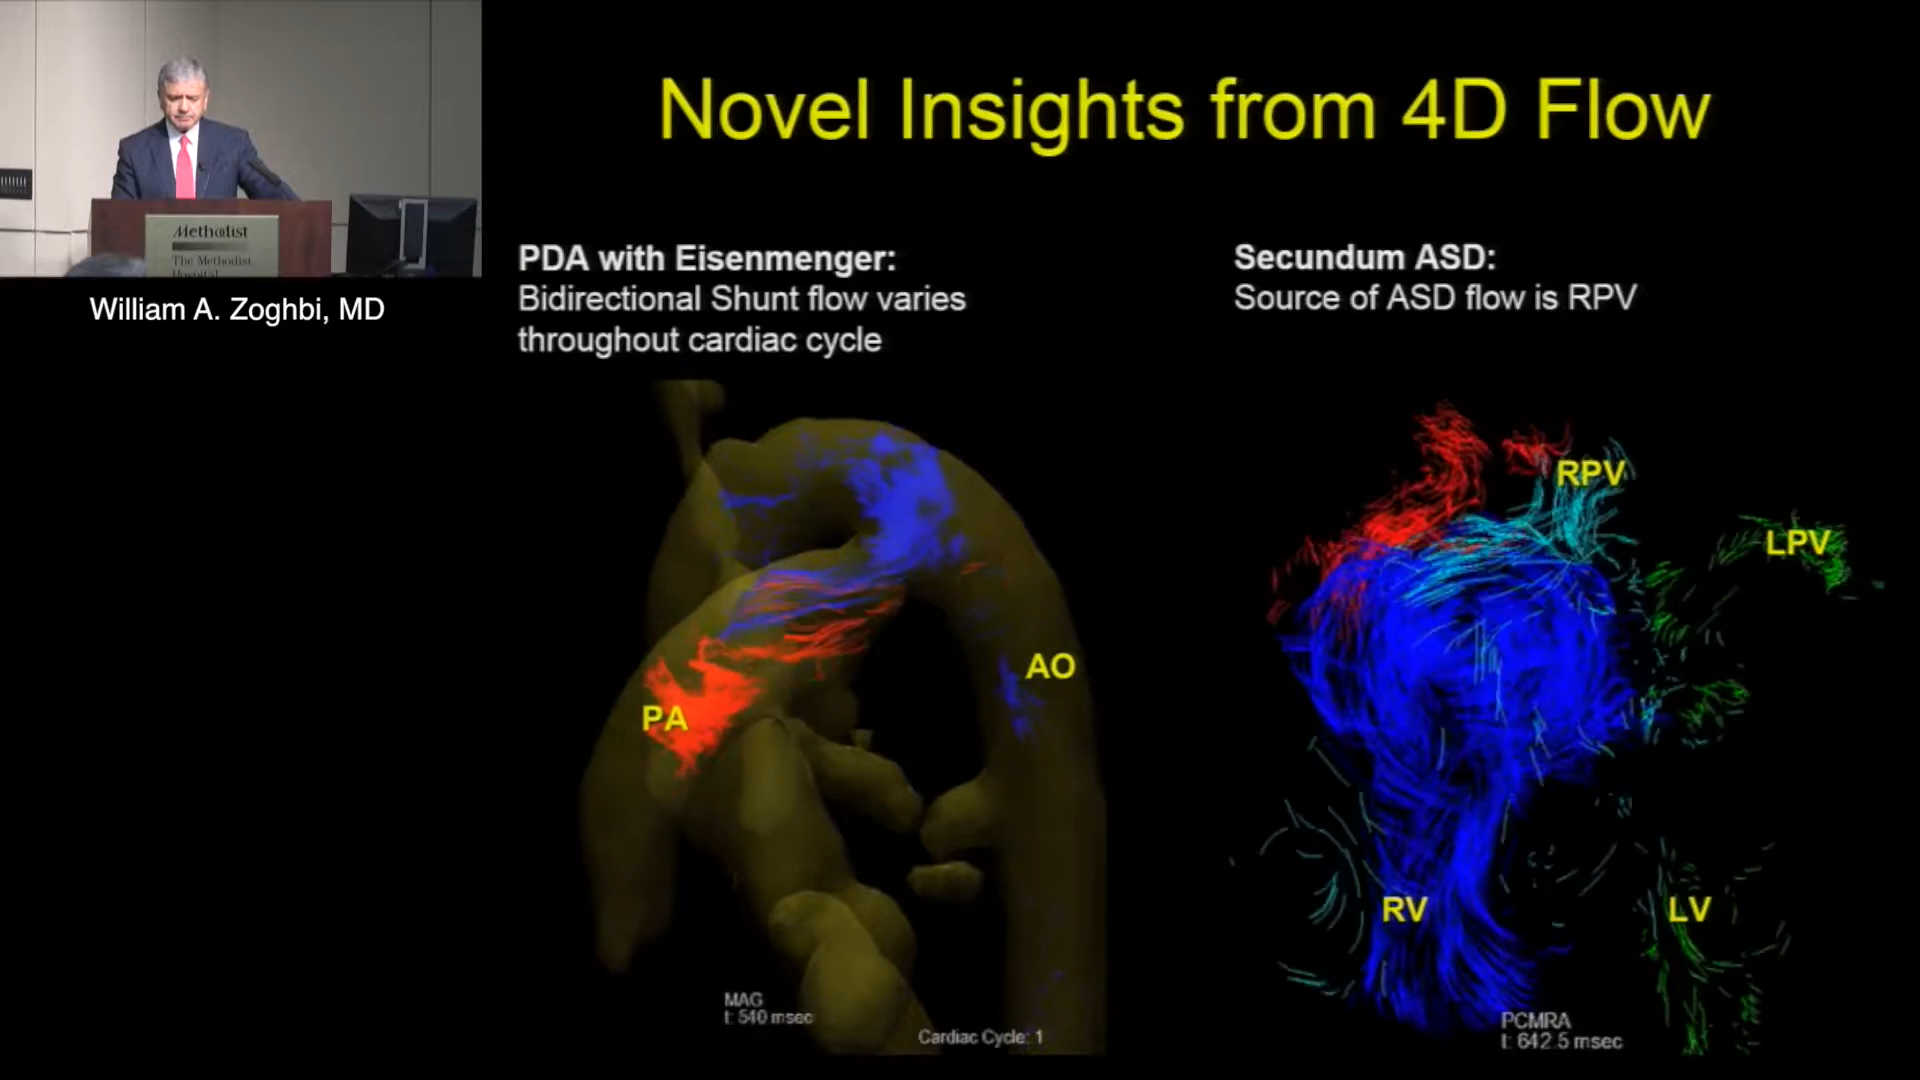 Novel Insights from 4D Flow
Methodist
The Methodist
Hospital
William A. Zoghbi, MD
PDA with Eisenmenger:
Bidirectional Shunt flow varies
throughout cardiac cycle
Secundum ASD:
Source of ASD flow is RPV
PA
AO
MAG
t: 540 msec
Cardiac Cycle: 1
RPV
LPV
RV
LV
PCMRA
t: 642.5 msec